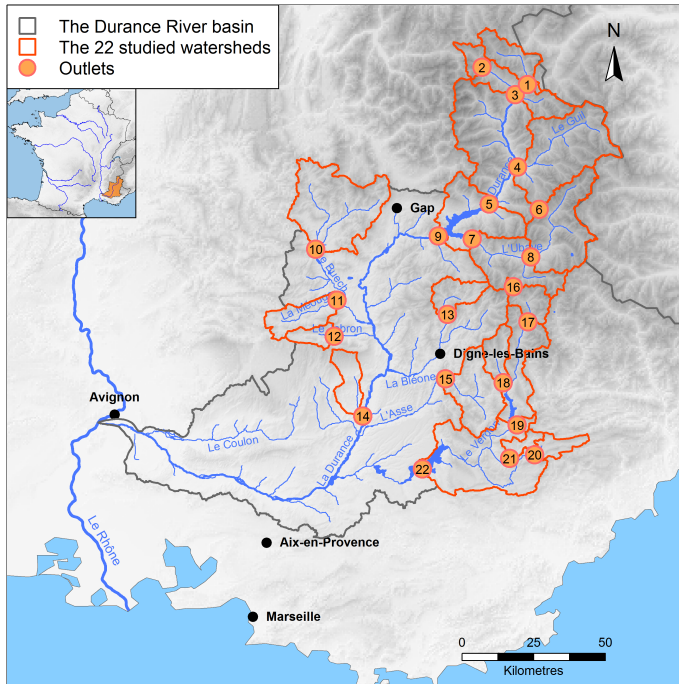 The Durance River basin
The 22 studied watersheds
Outlets
N
2
1
3
Le Guil
4
Durance
5
6
Gap
9
7
L'Ubaye
8
10
Le Buëch
16
11
La Méouge
13
17
12
Le Jabron
Digne-les-Bains
La Bléone
15
18
Avignon
14
L'Asse
19
Le Coulon
La Durance
Le Verdon
21
20
22
Le Rhône
Aix-en-Provence
Marseille
0
25
50
Kilometres